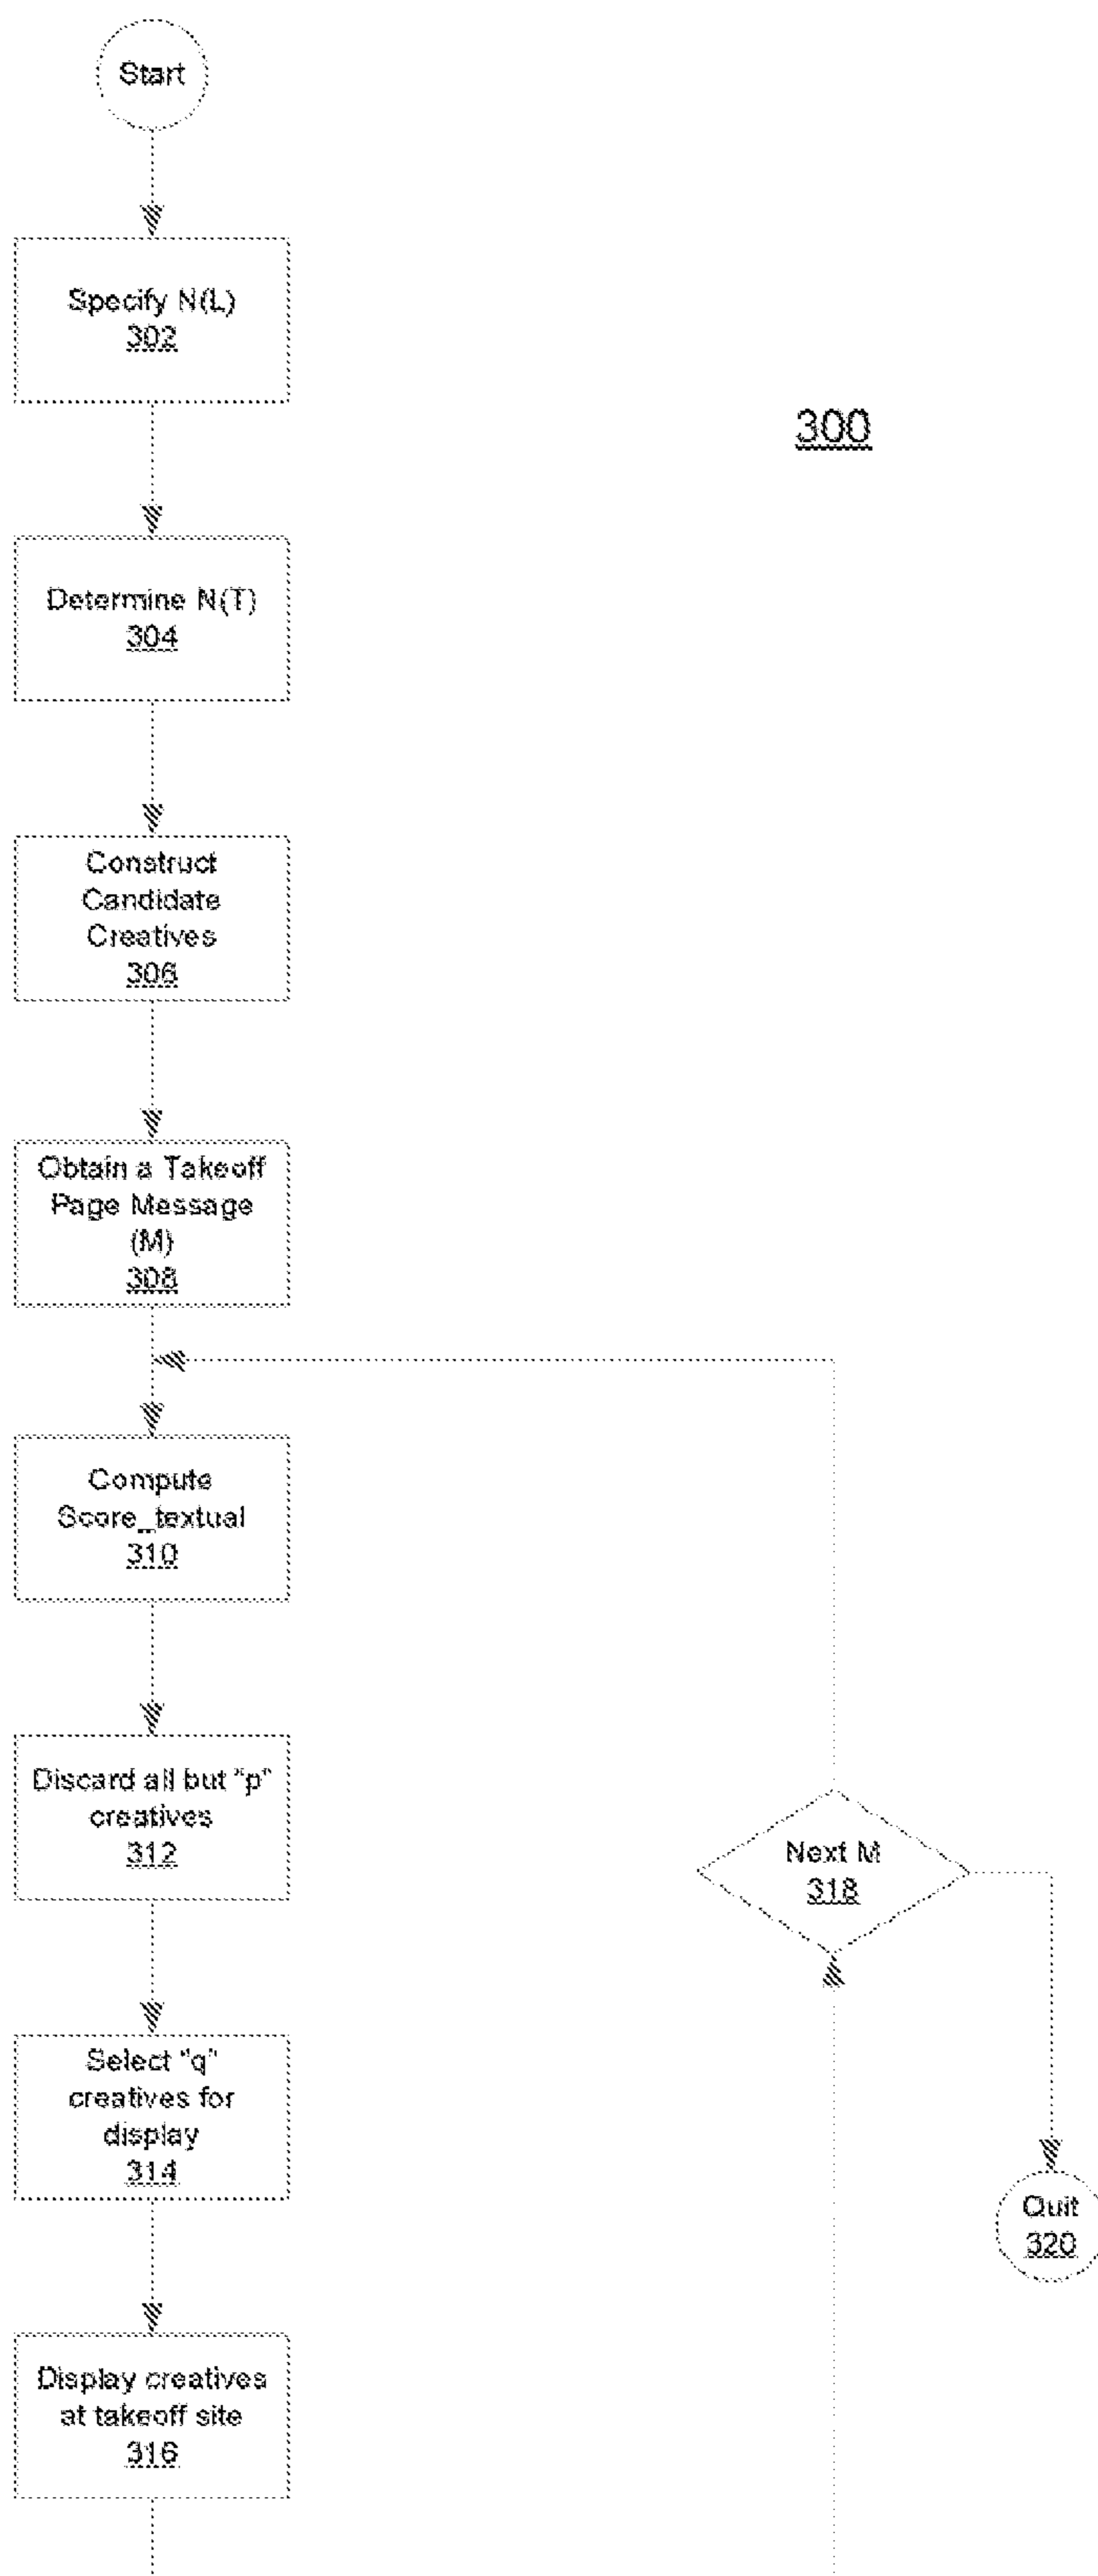 Start
Specify N(L)
302
300
Determine N(T)
304
Construct
Candidate
Creatives
306
Obtain a Takeoff
Page Message
(M)
308
Compute
Score_textual
310
Discard all but "p"
creatives
312
Next M
318
Select "q"
creatives for
display
314
Quit
320
Display creatives
at takeoff site
316